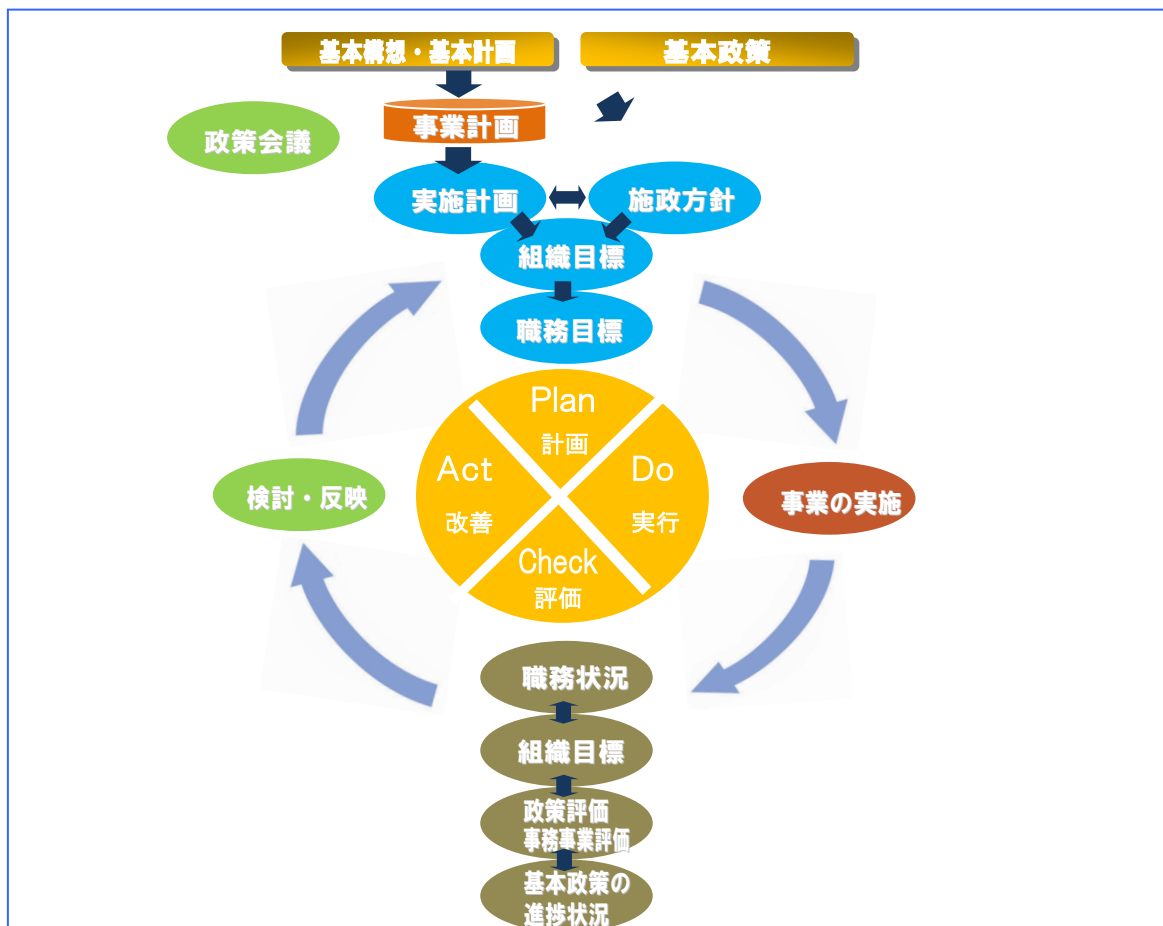 基本構想・基本計画
基本政策
事業計画
政策会議
実施計画
施政方針
組織目標
職務目標
Plan
計画
Act
改善
Do
実行
Check
評価
検討・反映
事業の実施
職務状況
組織目標
政策評価
事務事業評価
基本政策の
進捗状況